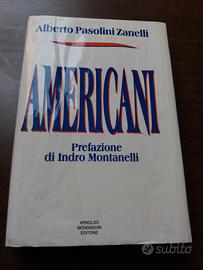 Alberto Pasolini Zanelli
AMERICANI
Prefazione
di Indro Montanelli
ARNOLDO
MONDADORI
EDITORE
subito